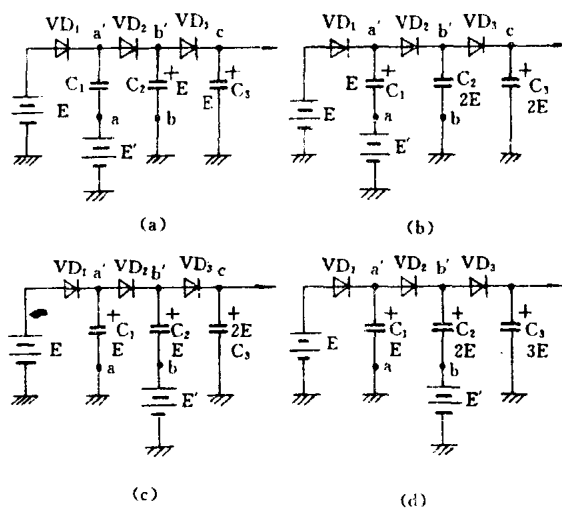 VD₁ a' VD₂ b' VD₃ c
C₁ + C₂ E + E C₃
E a b
E'
(a)
VD₁ a' VD₂ b' VD₃ c
+ E C₁ C₂ 2E + C₃ 2E
E a b
E'
(b)
VD₁ a' VD₂ b' VD₃ c
+ C₁ E + C₂ E + 2E C₃
E a b
E'
(c)
VD₁ a' VD₂ b' VD₃ c
+ C₁ E + C₂ 2E + C₃ 3E
E a b
E'
(d)